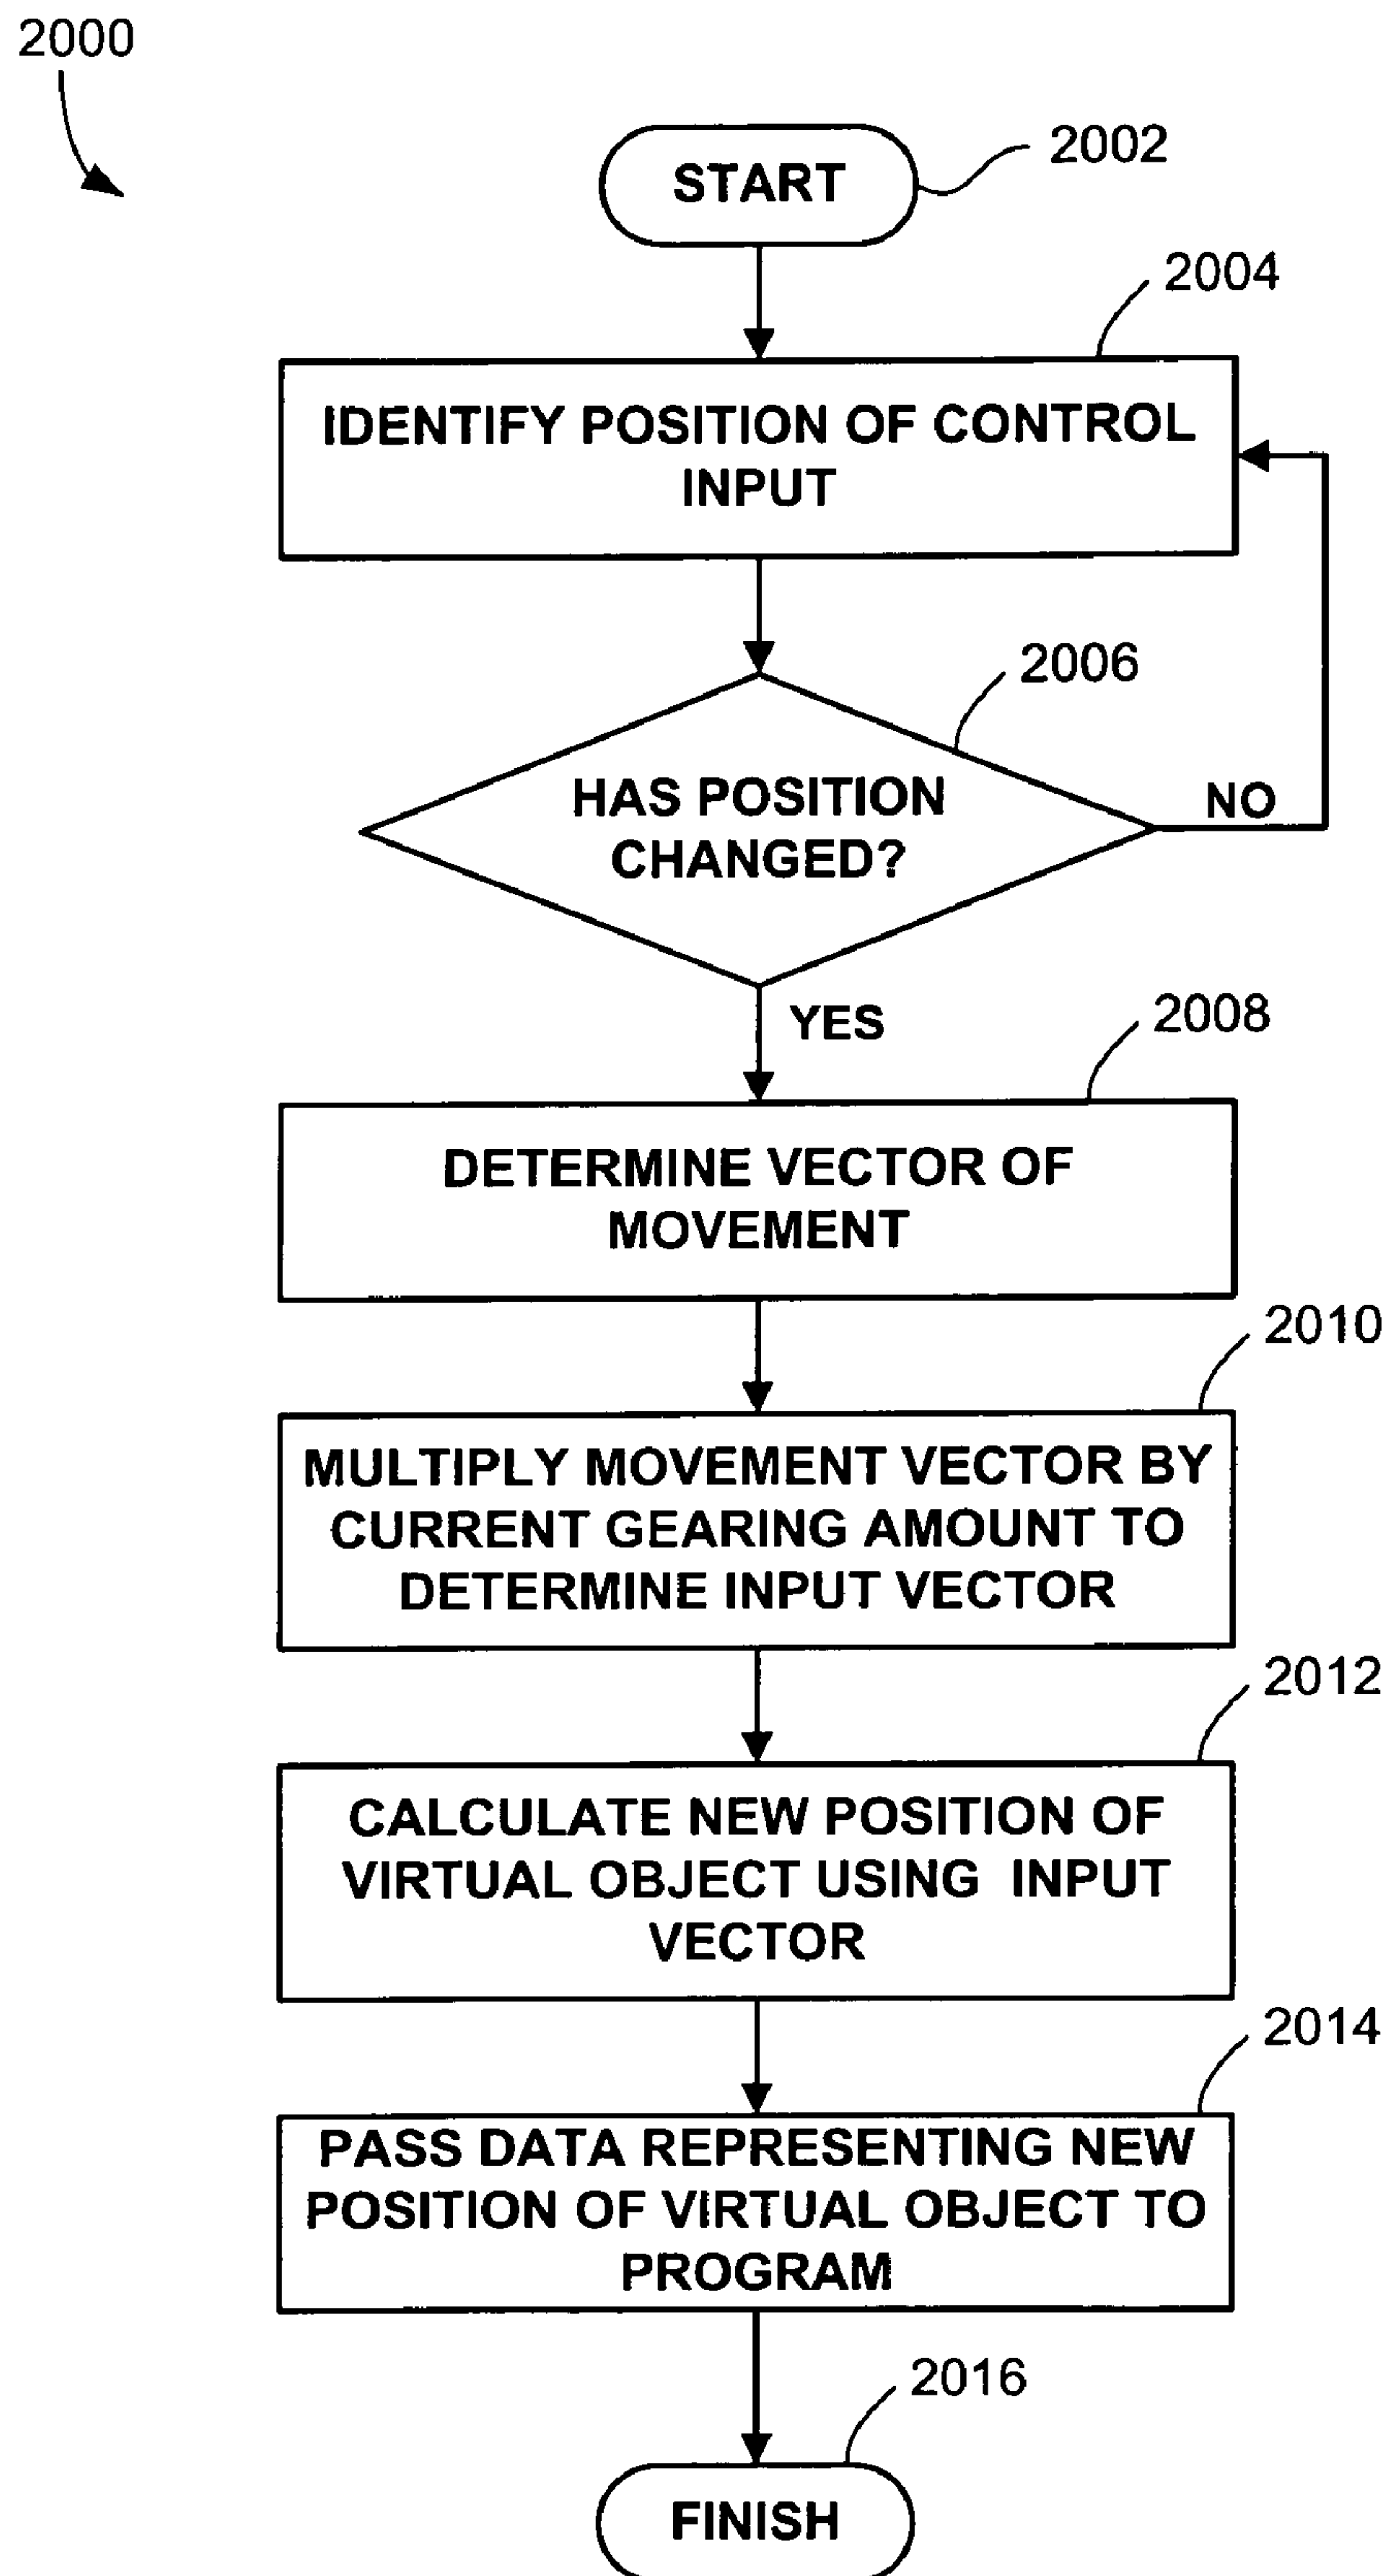 2000
START
2002
2004
IDENTIFY POSITION OF CONTROL
INPUT
2006
HAS POSITION
CHANGED?
NO
YES
2008
DETERMINE VECTOR OF
MOVEMENT
2010
MULTIPLY MOVEMENT VECTOR BY
CURRENT GEARING AMOUNT TO
DETERMINE INPUT VECTOR
2012
CALCULATE NEW POSITION OF
VIRTUAL OBJECT USING INPUT
VECTOR
2014
PASS DATA REPRESENTING NEW
POSITION OF VIRTUAL OBJECT TO
PROGRAM
2016
FINISH